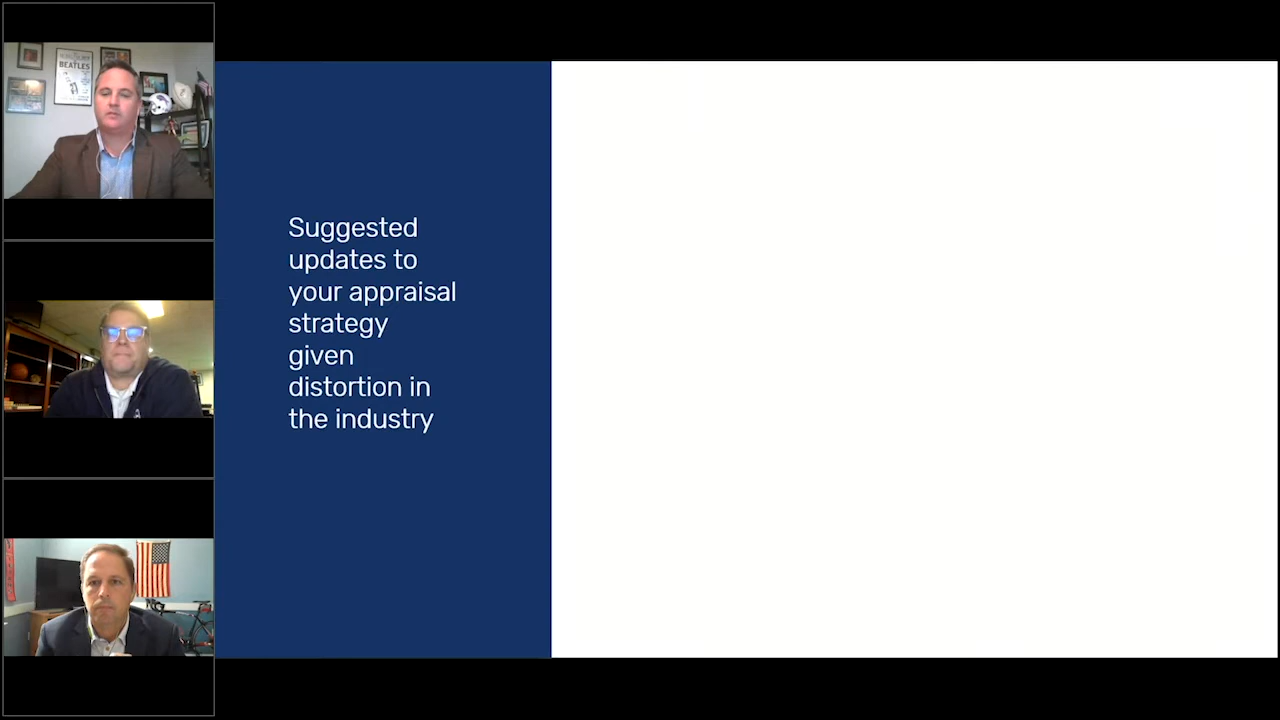 BEATLES
Suggested
updates to
your appraisal
strategy
given
distortion in
the industry